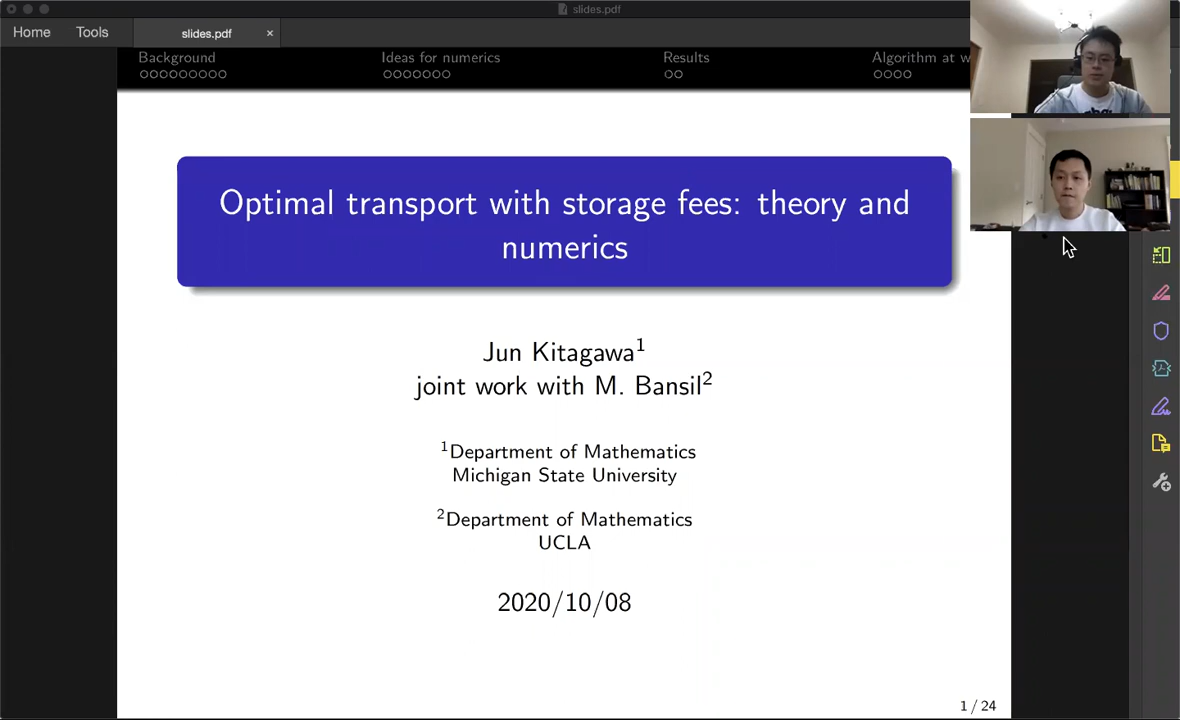 slides.pdf
Home
Tools
slides.pdf
×
Background
Ideas for numerics
Results
Algorithm at w
Optimal transport with storage fees: theory and
numerics
Jun Kitagawa¹
joint work with M. Bansil²
¹Department of Mathematics
Michigan State University
²Department of Mathematics
UCLA
2020/10/08
1 / 24